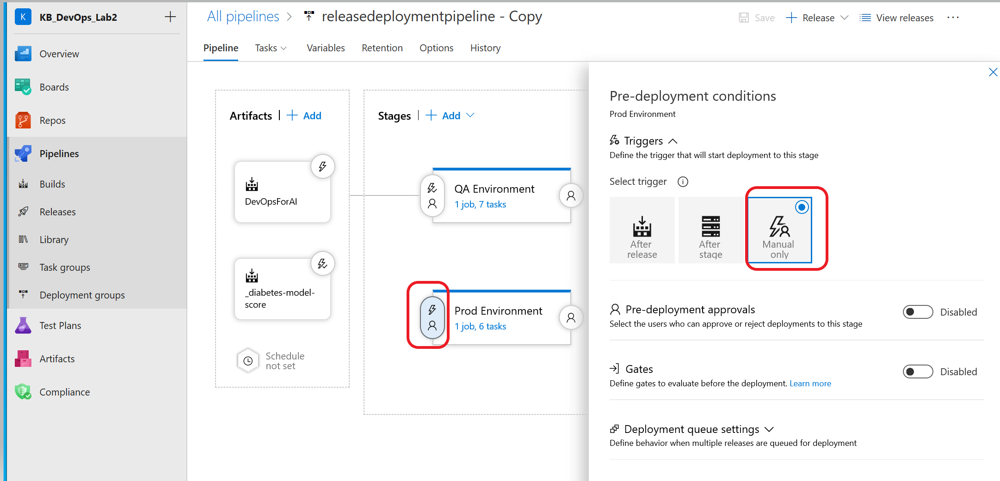 K KB_DevOps_Lab2
Overview
Boards
Repos
Pipelines
Builds
Releases
Library
Task groups
Deployment groups
Test Plans
Artifacts
Compliance
All pipelines > releasedeploymentpipeline - Copy
Save + Release View releases ...
Pipeline Tasks Variables Retention Options History
Artifacts | + Add
DevOpsForAI
_diabetes-model-
score
Schedule
not set
Stages | + Add
QA Environment
1 job, 7 tasks
Prod Environment
1 job, 6 tasks
Pre-deployment conditions
Prod Environment
Triggers
Define the trigger that will start deployment to this stage
Select trigger i
After
release
After
stage
Manual
only
Pre-deployment approvals
Disabled
Select the users who can approve or reject deployments to this stage
Gates
Disabled
Define gates to evaluate before the deployment. Learn more
Deployment queue settings
Define behavior when multiple releases are queued for deployment